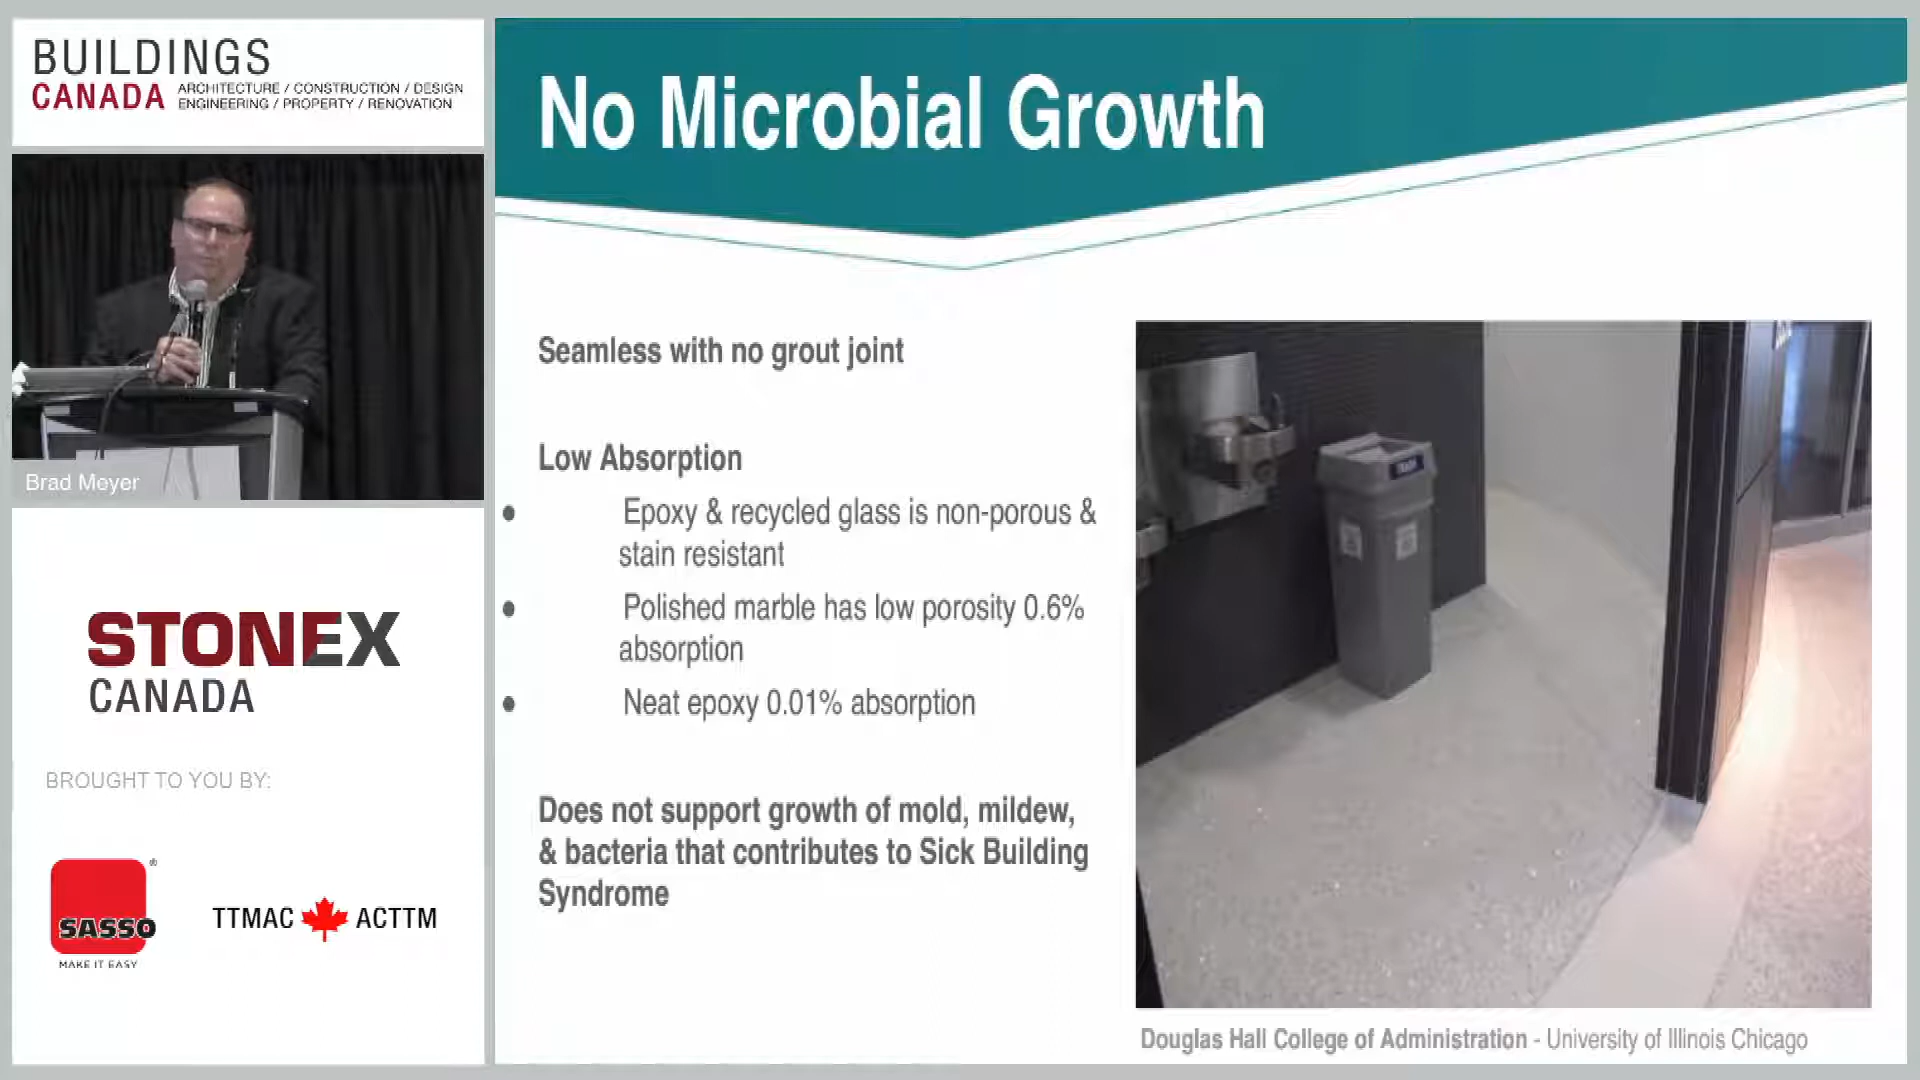 BUILDINGS
CANADA
ARCHITECTURE / CONSTRUCTION / DESIGN
ENGINEERING / PROPERTY / RENOVATION
Brad Meyer
STONEX
CANADA
BROUGHT TO YOU BY:
SASSO
®
MAKE IT EASY
TTMAC ACTTM
No Microbial Growth
Seamless with no grout joint
Low Absorption
● Epoxy & recycled glass is non-porous &
stain resistant
● Polished marble has low porosity 0.6%
absorption
● Neat epoxy 0.01% absorption
Does not support growth of mold, mildew,
& bacteria that contributes to Sick Building
Syndrome
Douglas Hall College of Administration - University of Illinois Chicago